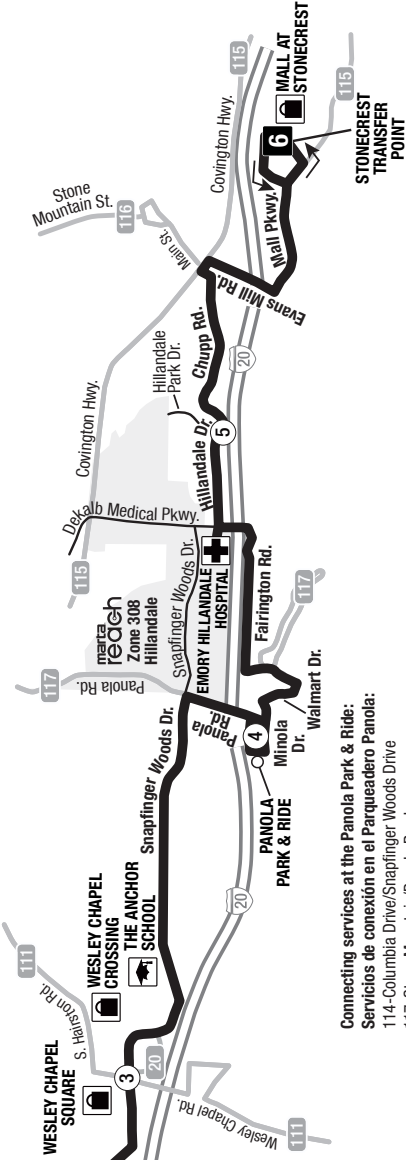 WESLEY CHAPEL
SQUARE
111
S. Hairston Rd.
WESLEY CHAPEL
CROSSING
THE ANCHOR
SCHOOL
3
20
Wesley Chapel Rd.
111
Snapfinger Woods Dr.
20
117
Panola Rd.
marta
reach
Zone 308
Hillandale
Snapfinger Woods Dr.
EMORY HILLANDALE
HOSPITAL
Panola
Rd.
4
PANOLA
PARK & RIDE
Minola
Dr.
Walmart Dr.
Fairington Rd.
117
115
Dekalb Medical Pkwy.
Covington Hwy.
Hillandale
Park Dr.
Hillandale Dr.
5
Chupp Rd.
20
Stone
Mountain St.
116
Main St.
Covington Hwy.
115
Evans Mill Rd.
Mall Pkwy.
6
MALL AT
STONECREST
115
STONECREST
TRANSFER
POINT
Connecting services at the Panola Park & Ride:
Servicios de conexión en el Parqueadero Panola:
114-Columbia Drive/Snapfinger Woods Drive